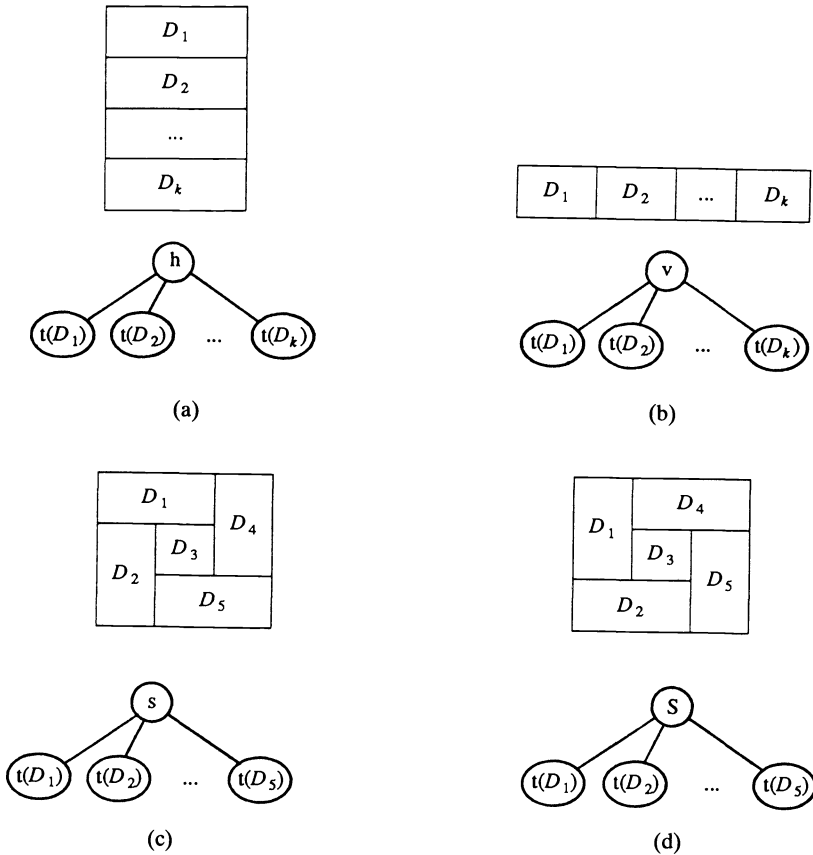 D1
D2
...
Dk
h
t(D1) t(D2) ... t(Dk)
(a)
D1 D2 ... Dk
v
t(D1) t(D2) ... t(Dk)
(b)
D1
D4
D3
D2
D5
s
t(D1) t(D2) ... t(D5)
(c)
D4
D1
D3
D5
D2
S
t(D1) t(D2) ... t(D5)
(d)